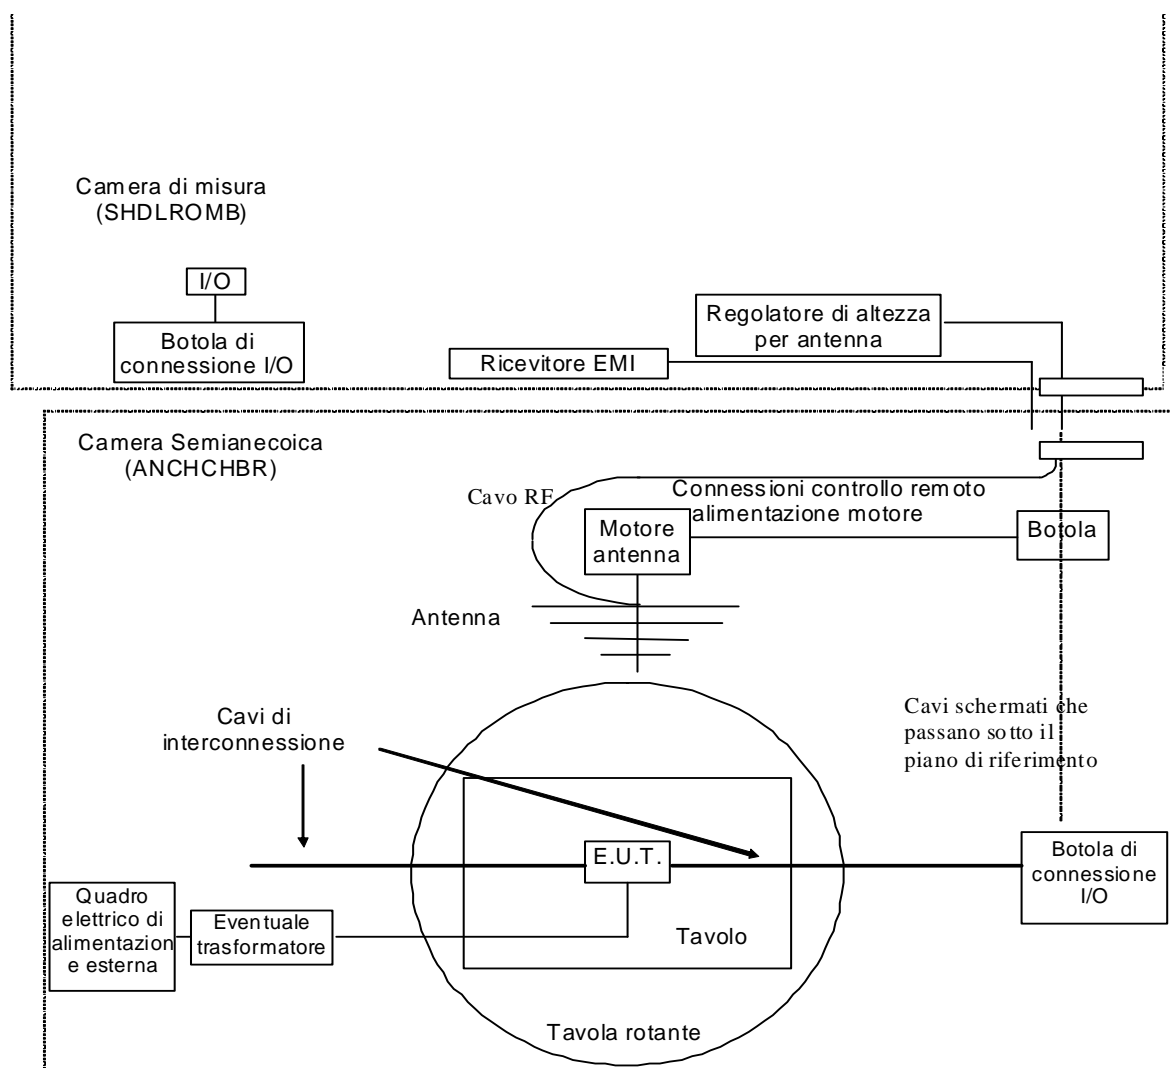 Camera di misura
(SHDLROMB)
I/O
Botola di
connessione I/O
Regolatore di altezza
per antenna
Ricevitore EMI
Camera Semianecoica
(ANCHCHBR)
Cavo RF
Connessioni controllo remoto
alimentazione motore
Motore
antenna
Botola
Antenna
Cavi di
interconnessione
Cavi schermati che
passano sotto il
piano di riferimento
E.U.T.
Botola di
connessione
I/O
Quadro
elettrico di
alimentazion
e esterna
Eventuale
trasformatore
Tavolo
Tavola rotante